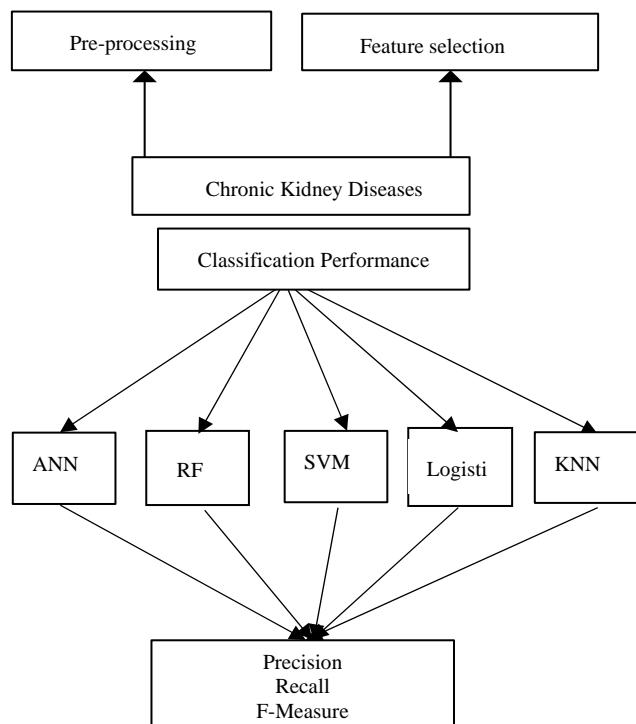 Pre-processing
Feature selection
Chronic Kidney Diseases
Classification Performance
ANN
RF
SVM
Logisti
KNN
Precision
Recall
F-Measure